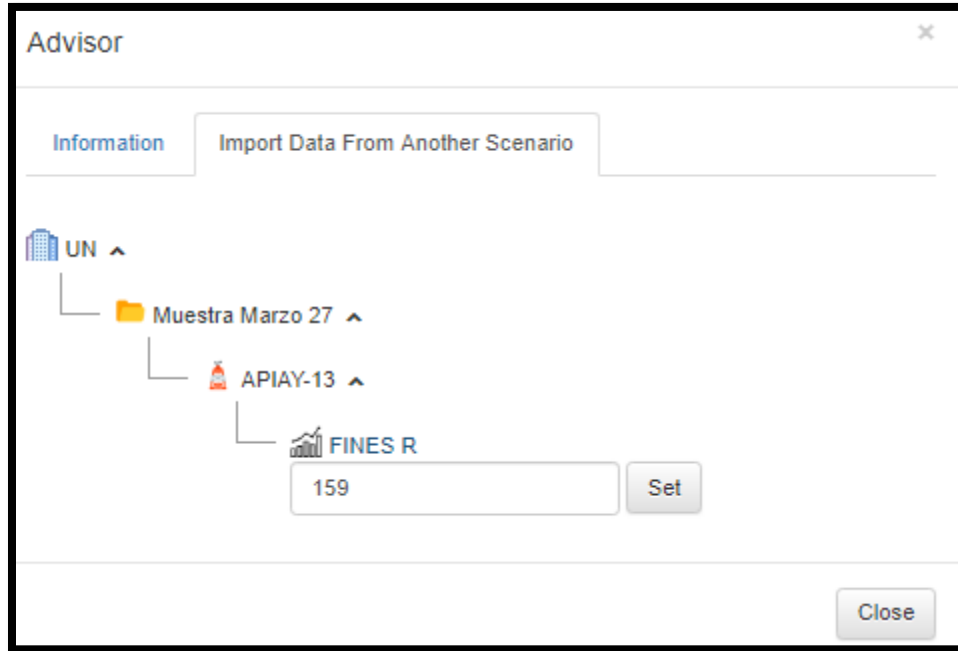 Advisor ×
Information Import Data From Another Scenario
UN
Muestra Marzo 27
APIAY-13
FINES R
159 Set
Close